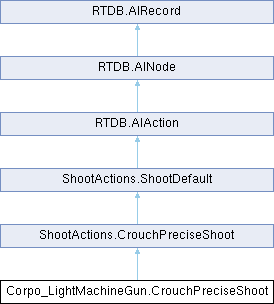 RTDB.AIRecord
RTDB.AINode
RTDB.AIAction
ShootActions.ShootDefault
ShootActions.CrouchPreciseShoot
Corpo_LightMachineGun.CrouchPreciseShoot